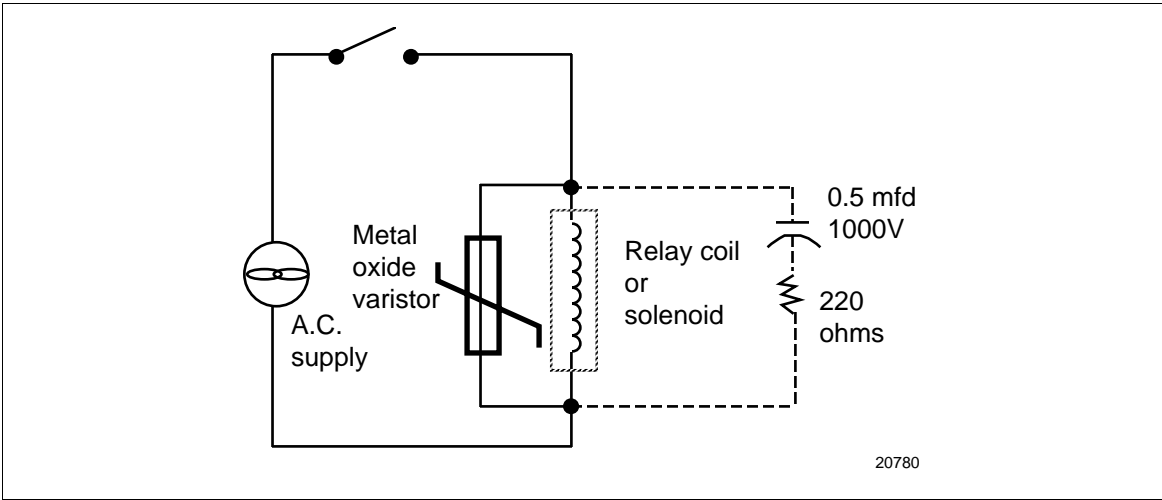 Metal
oxide
varistor
A.C.
supply
Relay coil
or
solenoid
0.5 mfd
1000V
220
ohms
20780